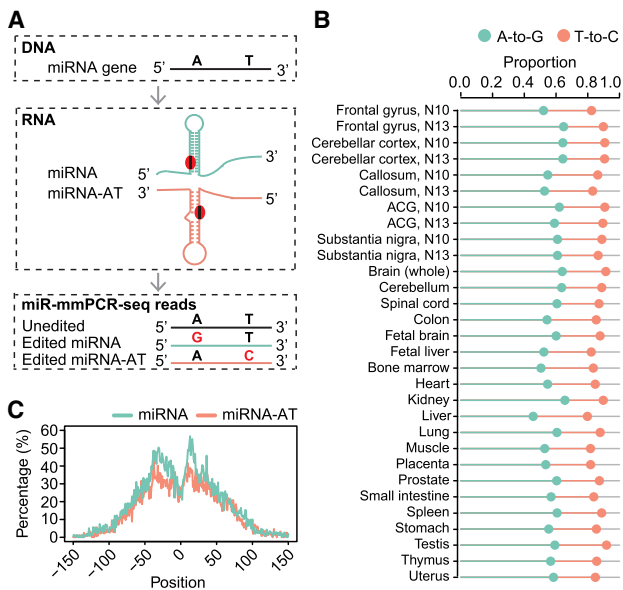 A
DNA
miRNA gene
5’
A
T
3’
RNA
miRNA
5’
3’
miRNA-AT
3’
5’
miR-mmPCR-seq reads
Unedited
5’
A
T
3’
Edited miRNA
5’
G
T
3’
Edited miRNA-AT
5’
A
C
3’
B
A-to-G
T-to-C
Proportion
0.0 0.2 0.4 0.6 0.8 1.0
Frontal gyrus, N10
Frontal gyrus, N13
Cerebellar cortex, N10
Cerebellar cortex, N13
Callosum, N10
Callosum, N13
ACG, N10
ACG, N13
Substantia nigra, N10
Substantia nigra, N13
Brain (whole)
Cerebellum
Spinal cord
Colon
Fetal brain
Fetal liver
Bone marrow
Heart
Kidney
Liver
Lung
Muscle
Placenta
Prostate
Small intestine
Spleen
Stomach
Testis
Thymus
Uterus
C
miRNA
miRNA-AT
Percentage (%)
60
50
40
30
20
10
0
−150 −100 −50 0 50 100 150
Position